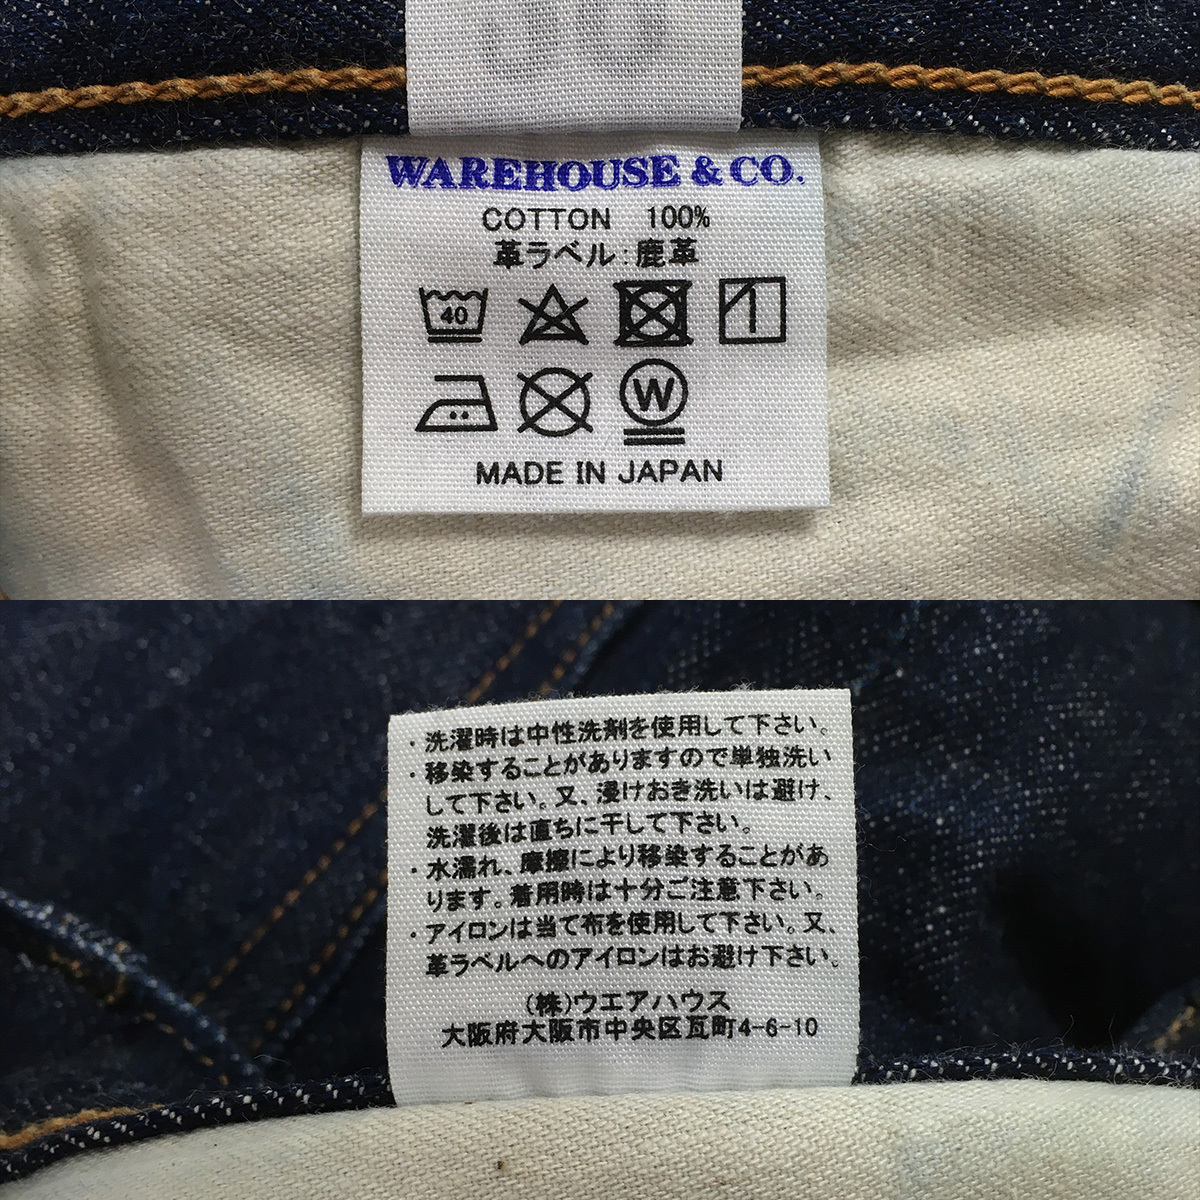 WAREHOUSE & CO.
COTTON 100%
革ラベル:鹿革
40
W
MADE IN JAPAN
・洗濯時は中性洗剤を使用して下さい。
・移染することがありますので単独洗い
して下さい。又、浸けおき洗いは避け、
洗濯後は直ちに干して下さい。
・水濡れ、摩擦により移染することがあ
ります。着用時は十分ご注意下さい。
・アイロンは当て布を使用して下さい。又、
革ラベルへのアイロンはお避け下さい。
(株)ウエアハウス
大阪府大阪市中央区瓦町4-6-10